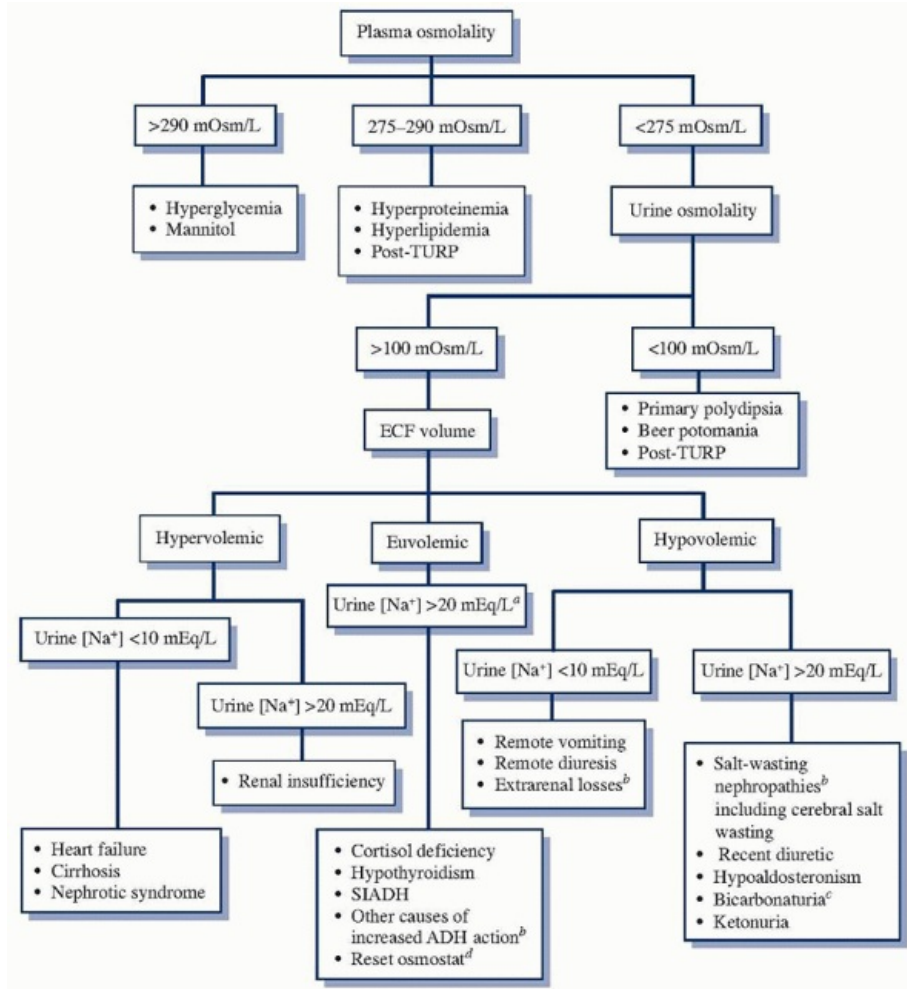 Plasma osmolality
>290 mOsm/L
275–290 mOsm/L
<275 mOsm/L
• Hyperglycemia
• Mannitol
• Hyperproteinemia
• Hyperlipidemia
• Post-TURP
Urine osmolality
>100 mOsm/L
<100 mOsm/L
• Primary polydipsia
• Beer potomania
• Post-TURP
ECF volume
Hypervolemic
Euvolemic
Hypovolemic
Urine [Na⁺] <10 mEq/L
Urine [Na⁺] >20 mEq/L
• Renal insufficiency
• Heart failure
• Cirrhosis
• Nephrotic syndrome
Urine [Na⁺] >20 mEq/Lᵃ
• Cortisol deficiency
• Hypothyroidism
• SIADH
• Other causes of
increased ADH actionᵇ
• Reset osmostatᵈ
Urine [Na⁺] <10 mEq/L
• Remote vomiting
• Remote diuresis
• Extrarenal lossesᵇ
Urine [Na⁺] >20 mEq/L
• Salt-wasting
nephropathiesᵇ
including cerebral salt
wasting
• Recent diuretic
• Hypoaldosteronism
• Bicarbonaturiaᶜ
• Ketonuria